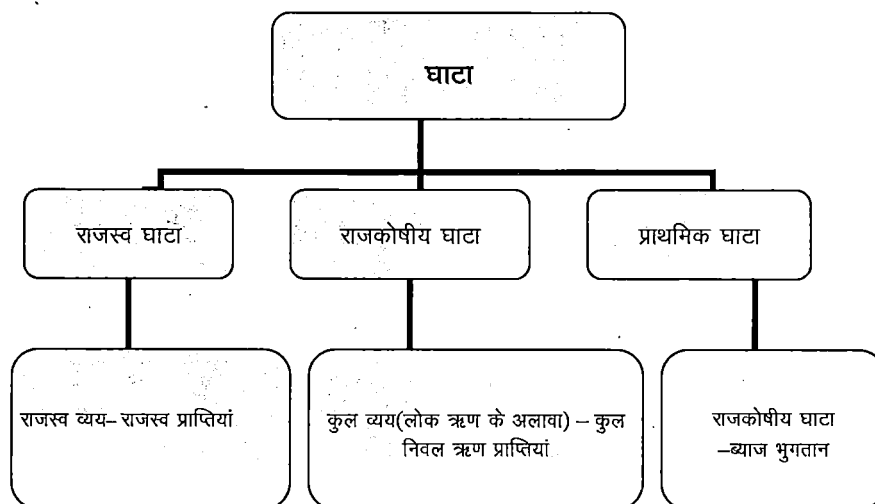 घाटा
राजस्व घाटा
राजकोषीय घाटा
प्राथमिक घाटा
राजस्व व्यय– राजस्व प्राप्तियां
कुल व्यय(लोक ऋण के अलावा) – कुल
निवल ऋण प्राप्तियां
राजकोषीय घाटा
–ब्याज भुगतान